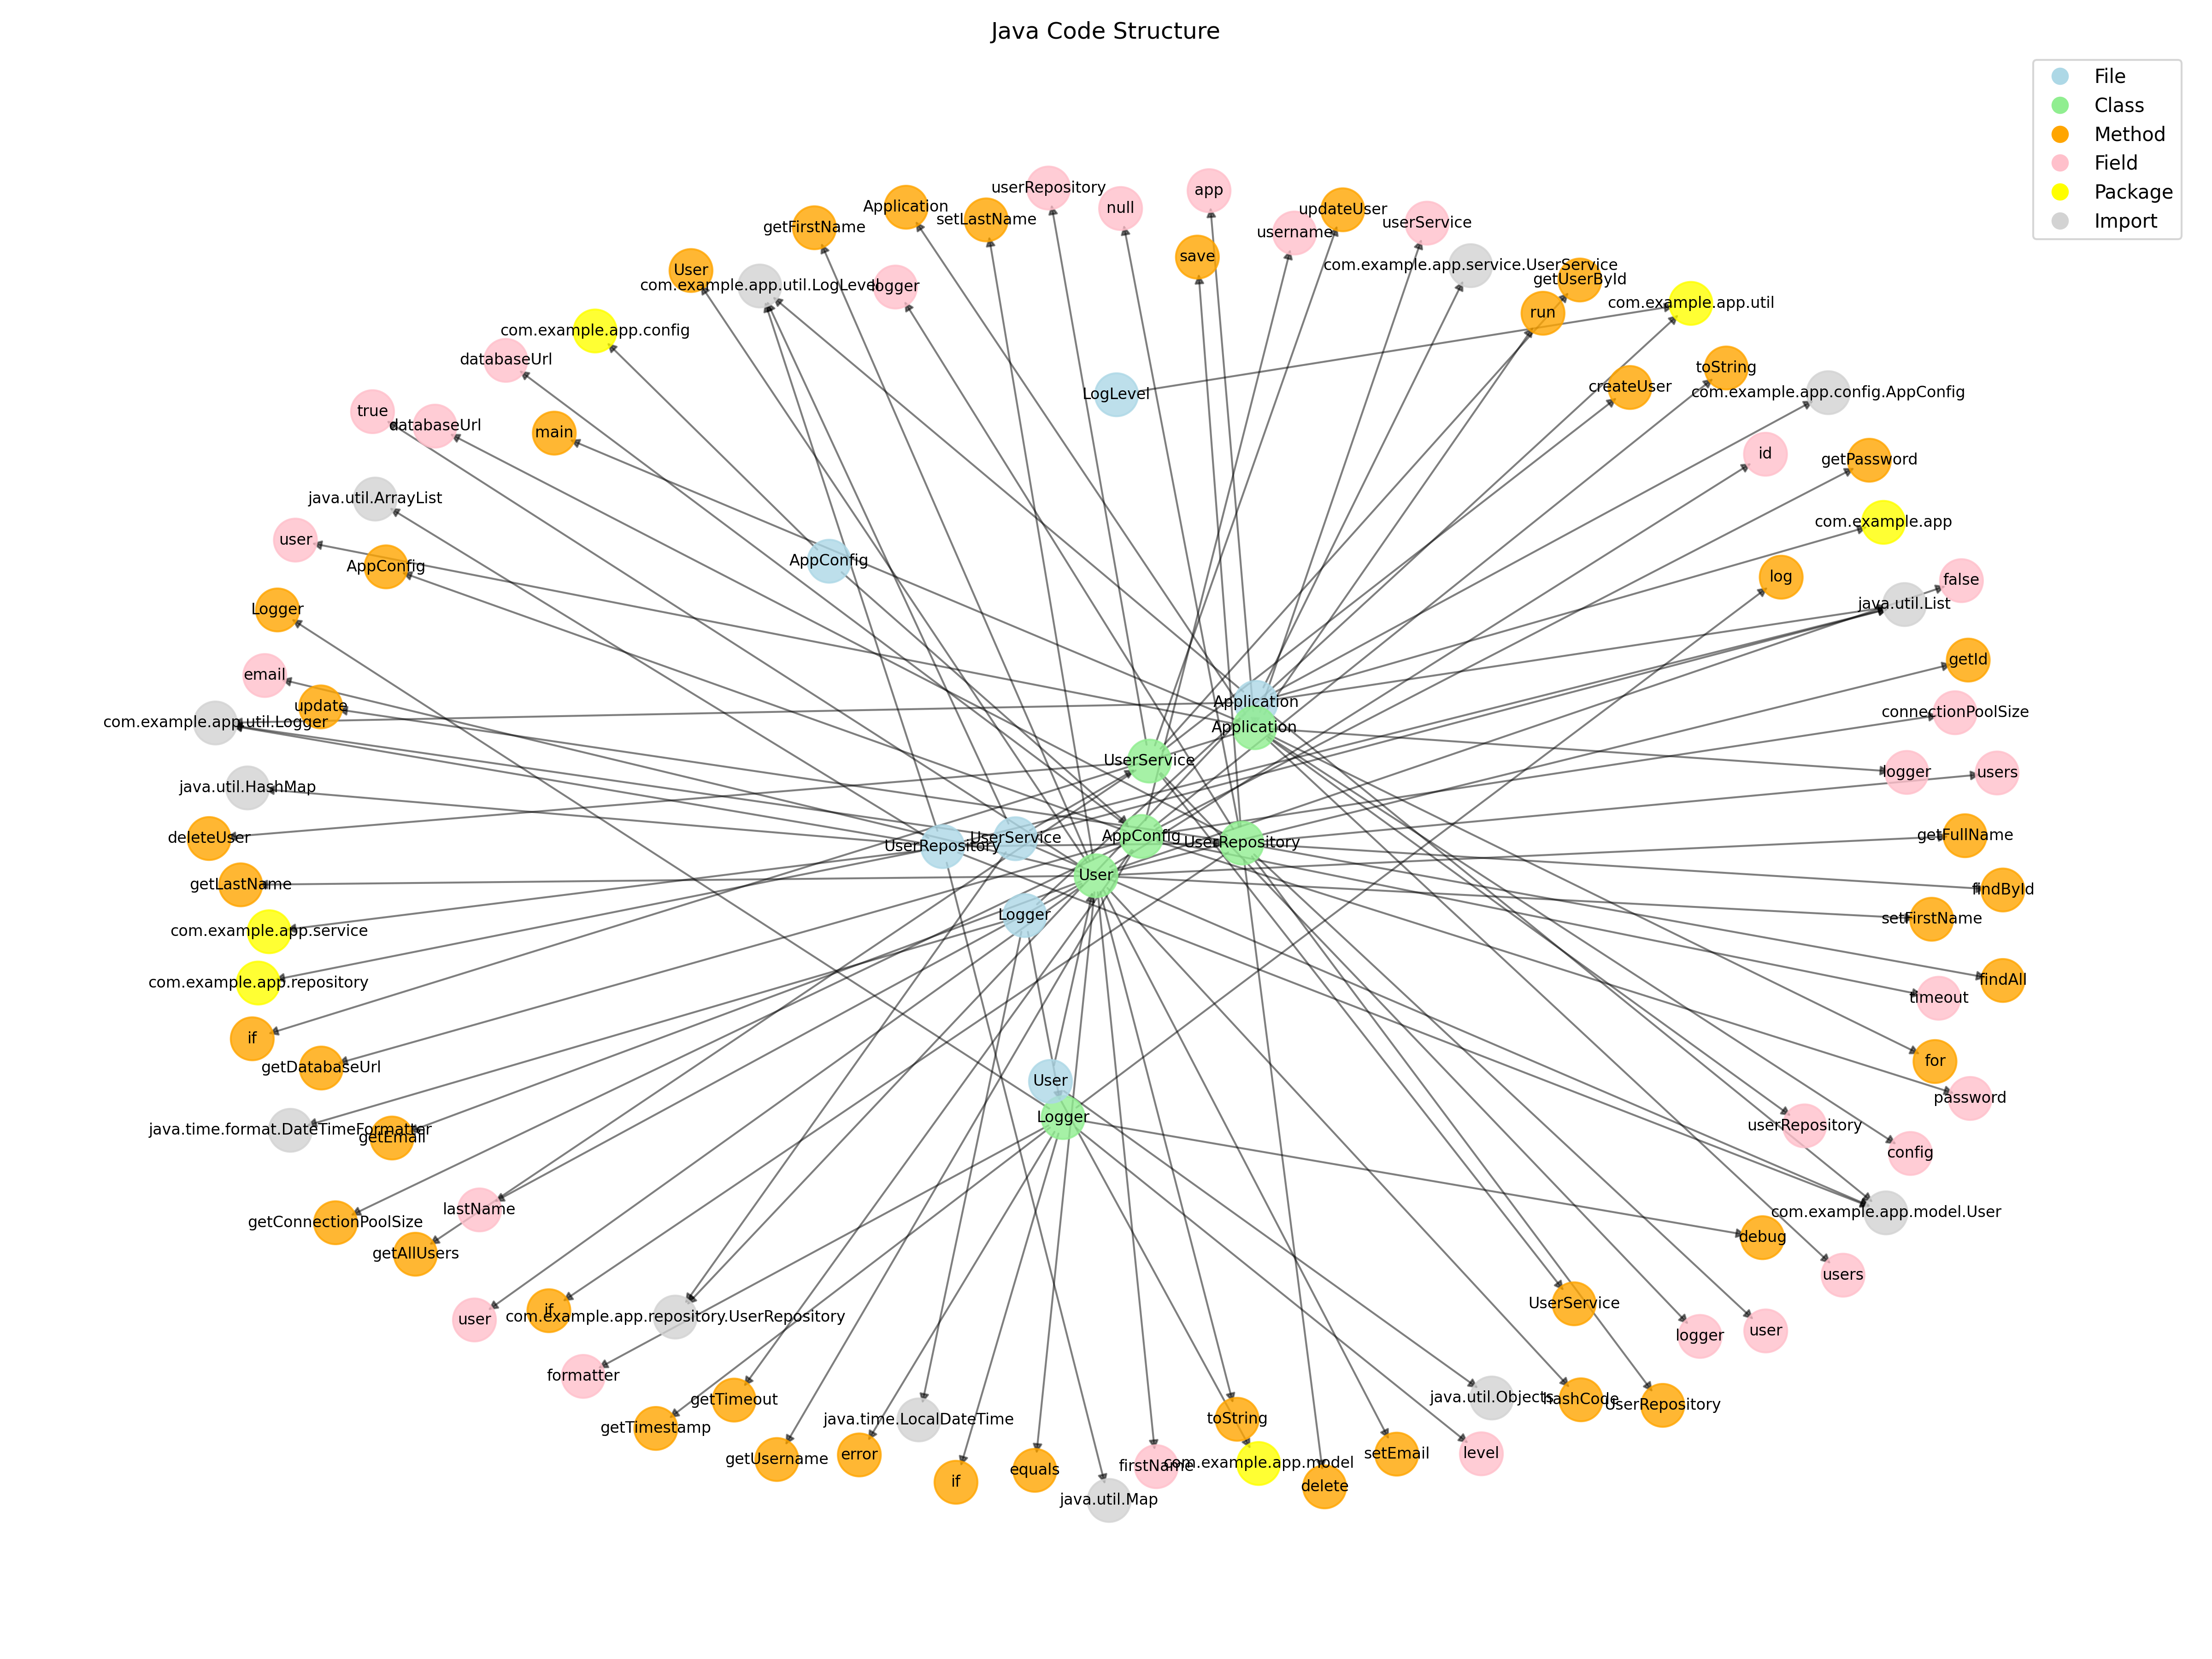 Java Code Structure
File
Class
Method
Field
Package
Import
userRepository
app
null
Application
updateUser
setLastName
userService
getFirstName
username
save
com.example.app.service.UserService
User
getUserById
com.example.app.util.LogLevel
logger
com.example.app.util
run
com.example.app.config
databaseUrl
toString
createUser
com.example.app.config.AppConfig
LogLevel
true
databaseUrl
main
id
getPassword
java.util.ArrayList
com.example.app
user
AppConfig
AppConfig
log
false
java.util.List
Logger
getId
email
Application
update
connectionPoolSize
com.example.app.util.Logger
Application
UserService
logger
users
java.util.HashMap
deleteUser
UserRepository
UserService
AppConfig
UserRepository
getFullName
User
getLastName
findById
Logger
setFirstName
com.example.app.service
com.example.app.repository
findAll
timeout
if
getDatabaseUrl
for
User
password
Logger
java.time.format.DateTimeFormatter
getEmail
userRepository
config
lastName
com.example.app.model.User
getConnectionPoolSize
debug
getAllUsers
users
UserService
if
com.example.app.repository.UserRepository
user
logger
user
formatter
getTimeout
java.util.Objects
hashCode
UserRepository
getTimestamp
java.time.LocalDateTime
toString
getUsername
error
setEmail
level
firstName
com.example.app.model
equals
if
delete
java.util.Map